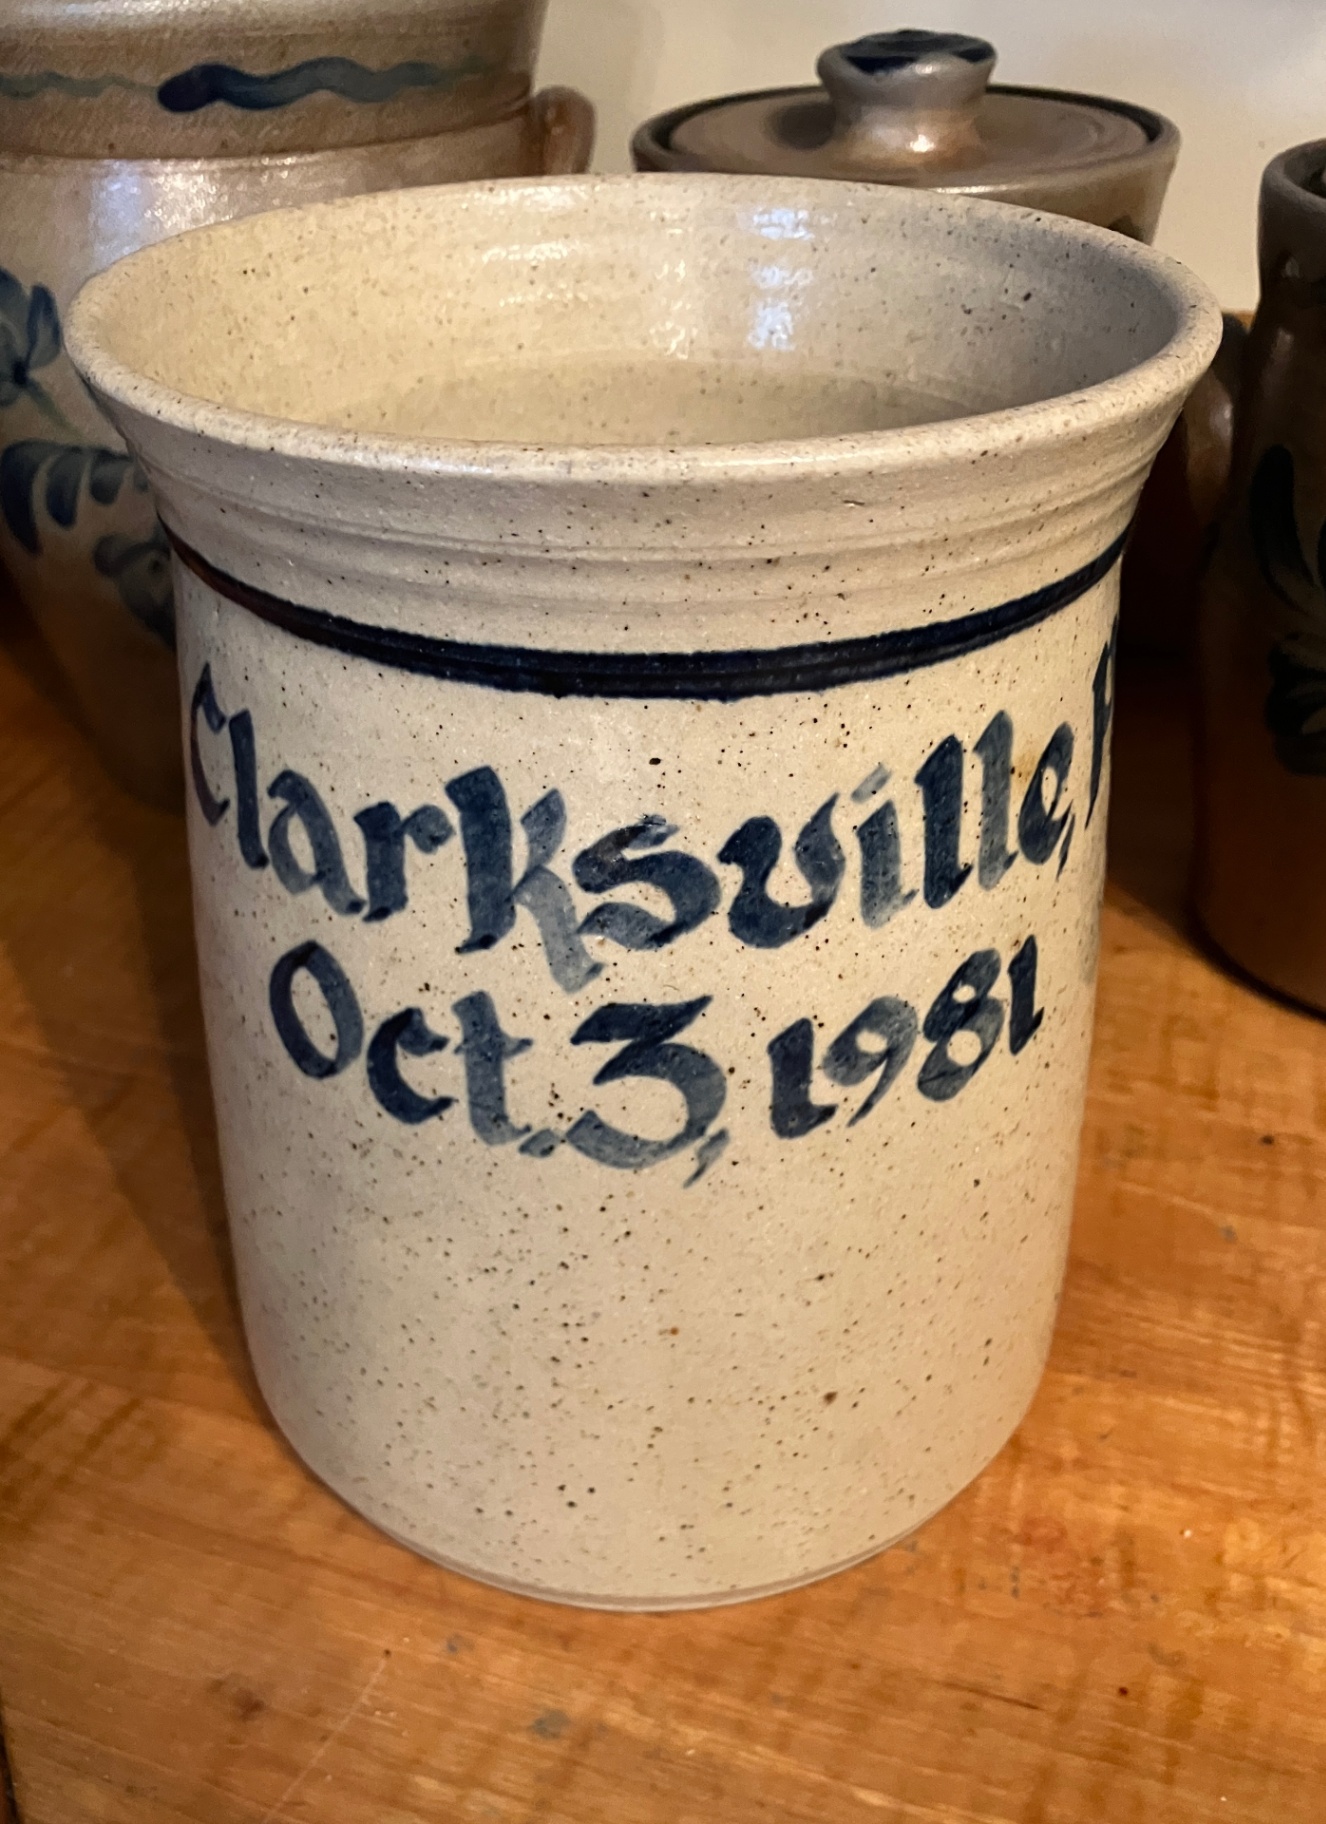 Clarksville,
Oct. 3, 1981